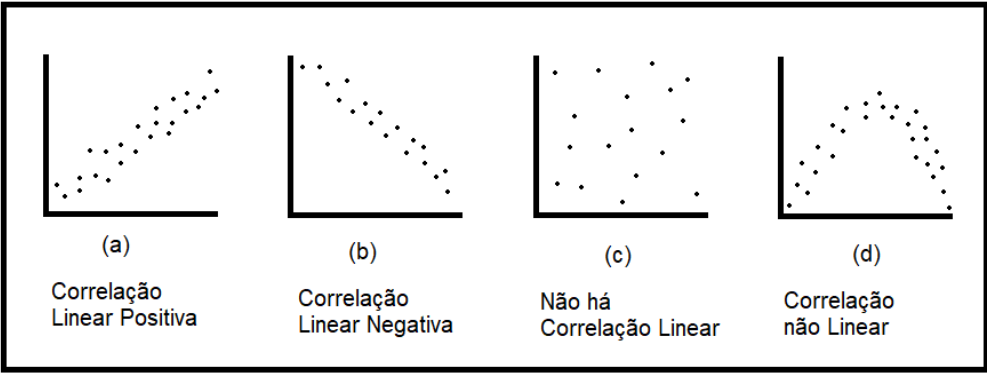 (a)
Correlação
Linear Positiva
(b)
Correlação
Linear Negativa
(c)
Não há
Correlação Linear
(d)
Correlação
não Linear